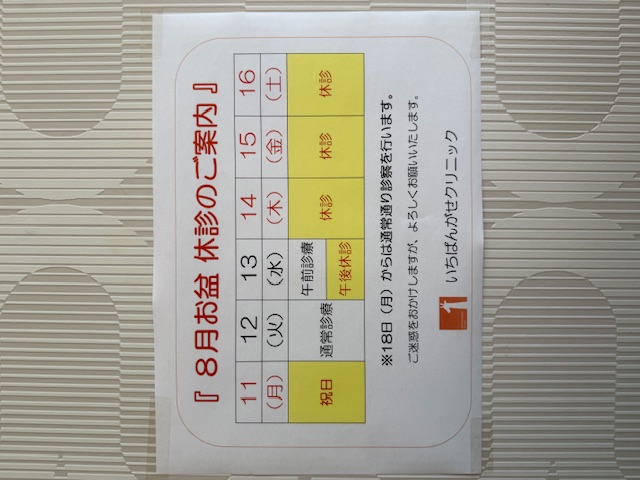 『 8月お盆 休診のご案内 』
11 12 13 14 15 16
(月) (火) (水) (木) (金) (土)
祝日 通常診療 午前診療 休診 休診 休診
午後休診
※18日(月)からは通常通り診察を行います。
ご迷惑をおかけしますが、よろしくお願いいたします。
いちばんがせクリニック